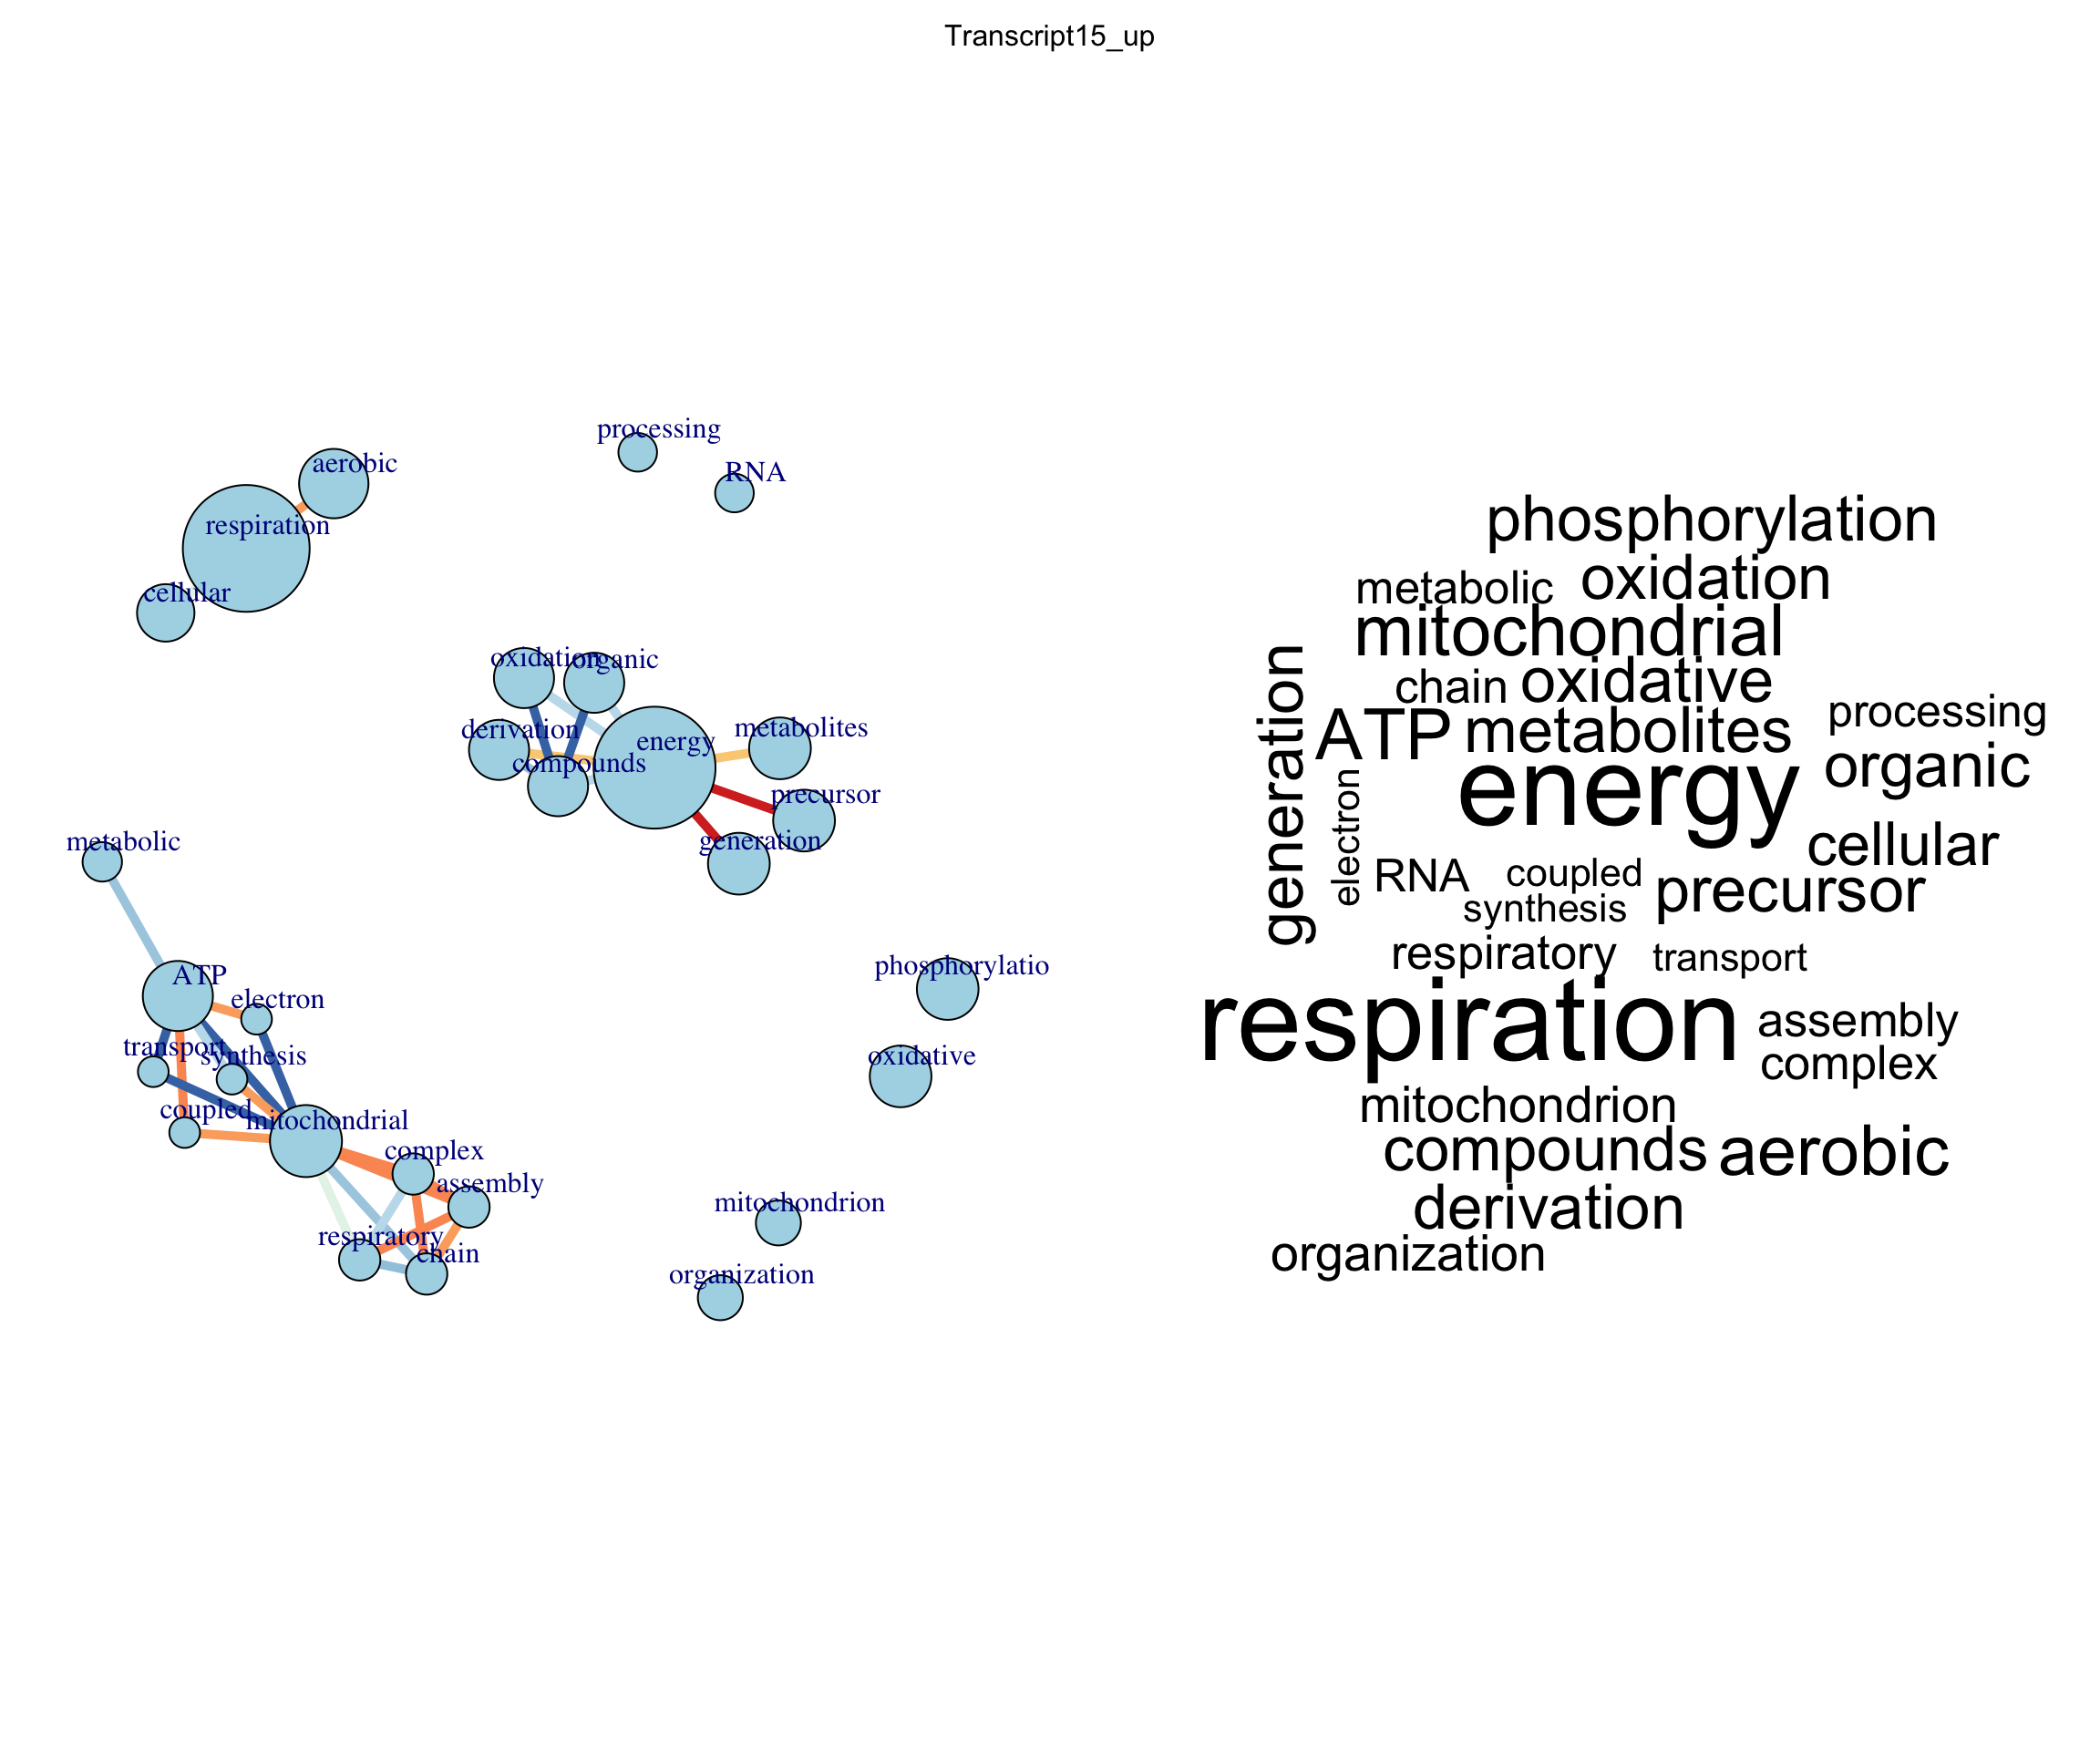 Transcript15_up
processing
aerobic
RNA
respiration
cellular
oxidation
organic
derivation
metabolites
energy
compounds
precursor
generation
metabolic
phosphorylatio
ATP
electron
transport
synthesis
oxidative
coupled
mitochondrial
complex
assembly
mitochondrion
respiratory
chain
organization
phosphorylation
metabolic
oxidation
mitochondrial
chain
oxidative
generation
ATP
metabolites
processing
energy
organic
electron
cellular
RNA
coupled
precursor
synthesis
respiratory
transport
respiration
assembly
complex
mitochondrion
compounds
aerobic
derivation
organization